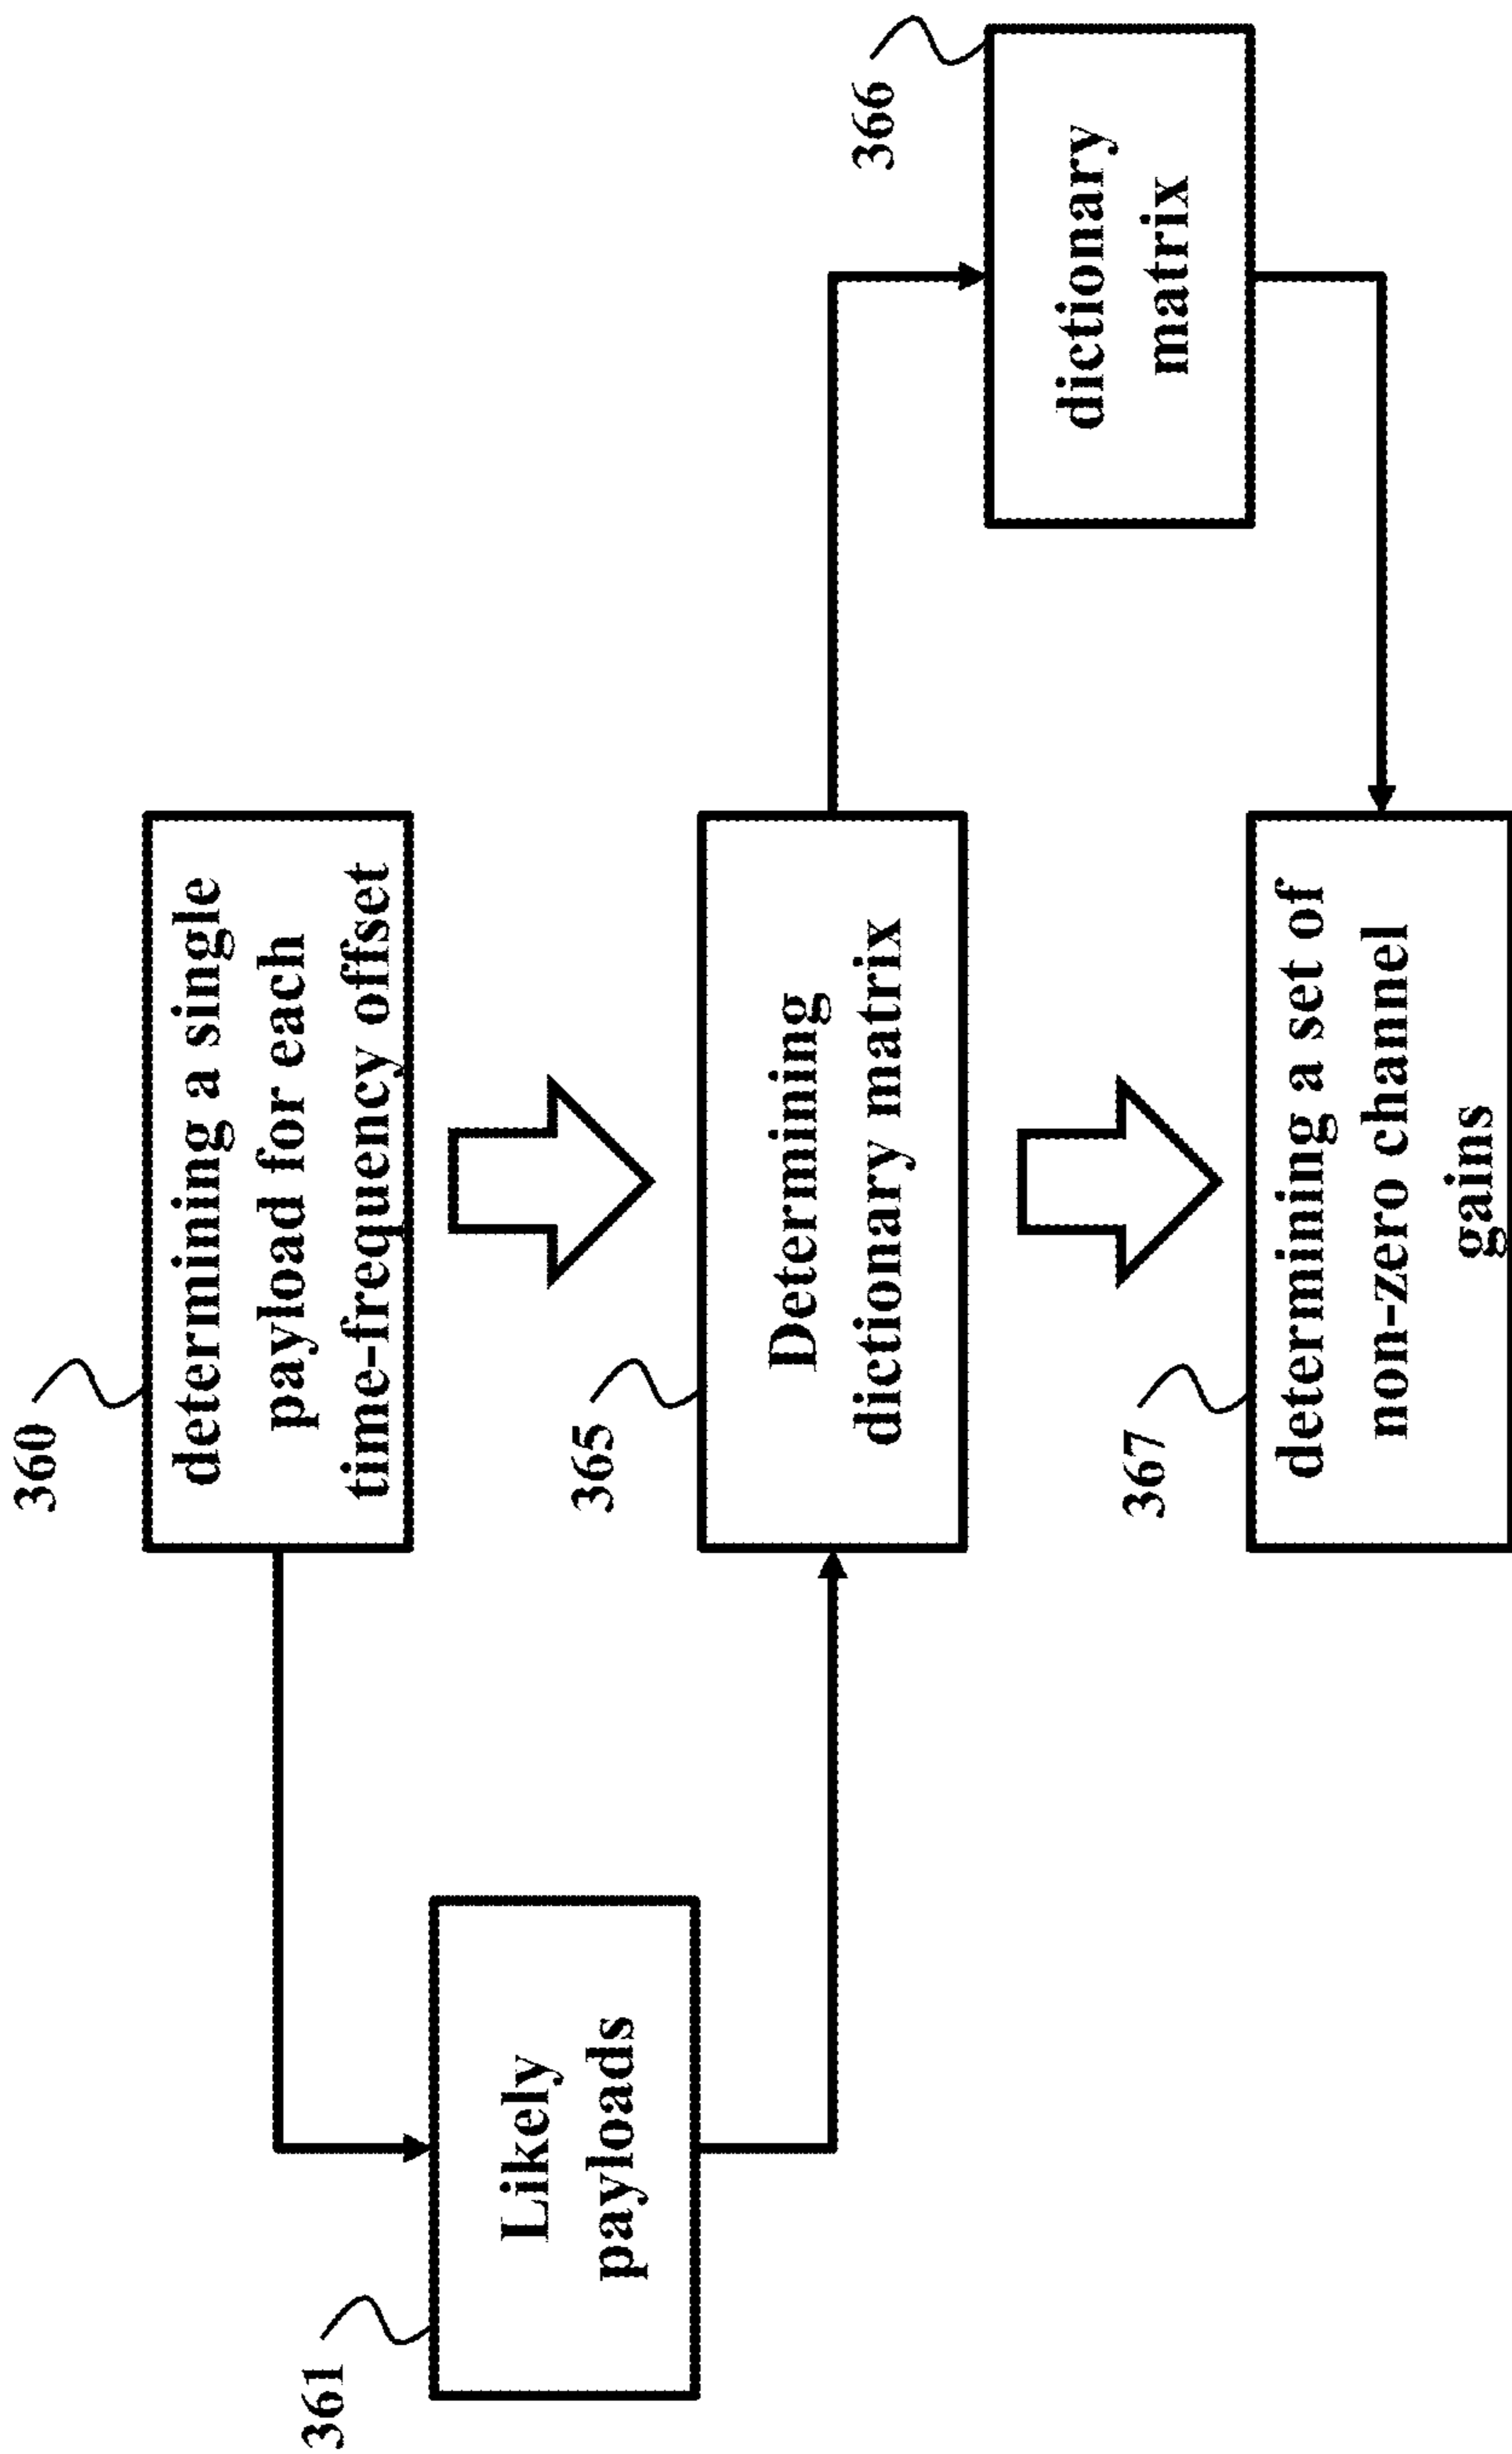 360
determining a single
payload for each
time-frequency offset
361
Likely
payloads
365
Determining
dictionary matrix
366
dictionary
matrix
367
determining a set of
non-zero channel
gains